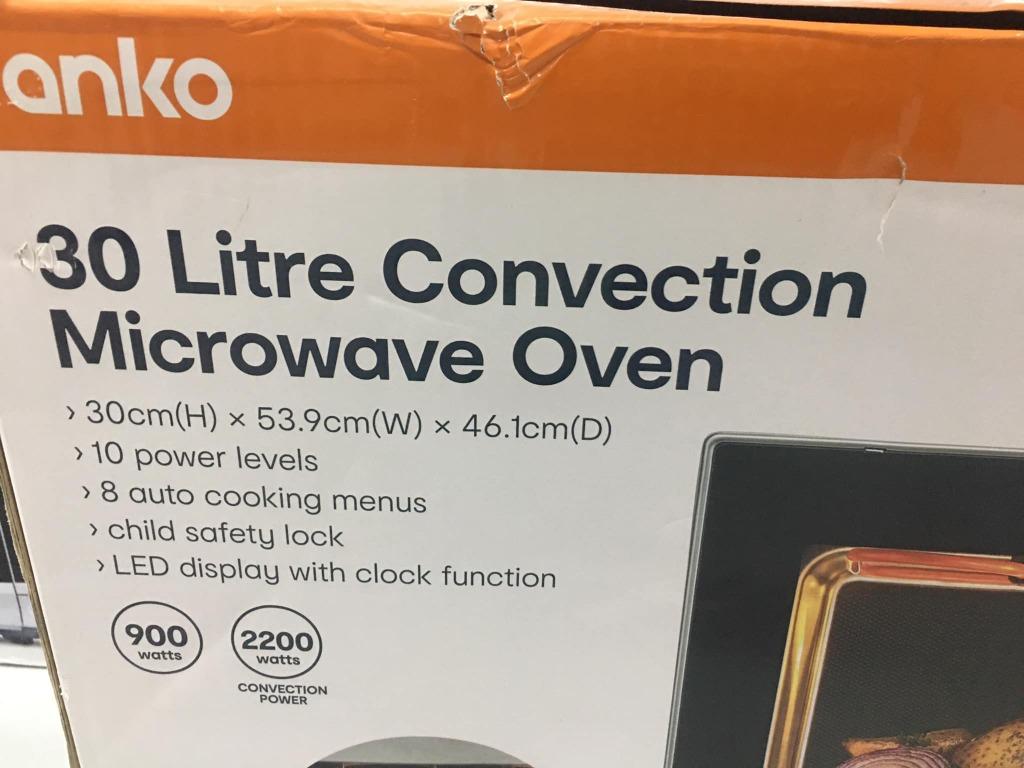 anko
30 Litre Convection
Microwave Oven
› 30cm(H) × 53.9cm(W) × 46.1cm(D)
› 10 power levels
› 8 auto cooking menus
› child safety lock
› LED display with clock function
900
watts
2200
watts
CONVECTION
POWER